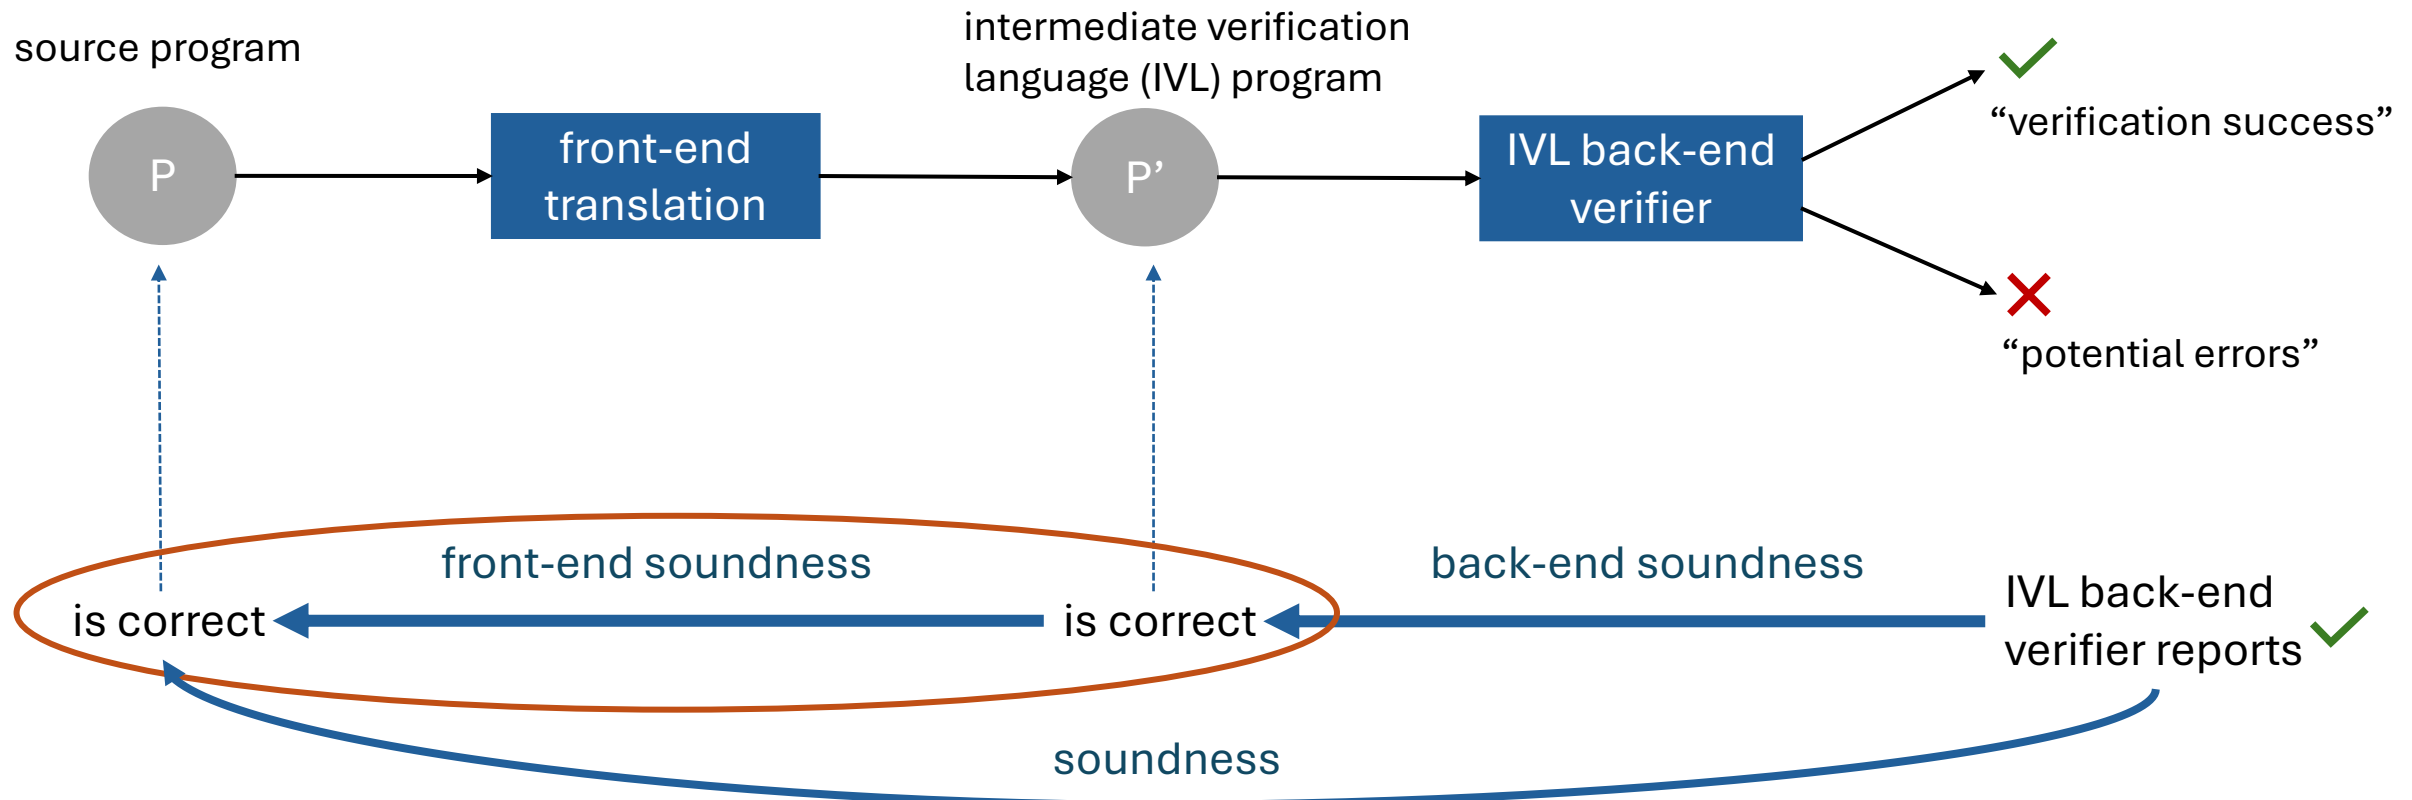 source program
intermediate verification
language (IVL) program
P
front-end
translation
P’
IVL back-end
verifier
“verification success”
“potential errors”
front-end soundness
back-end soundness
is correct
is correct
IVL back-end
verifier reports
soundness